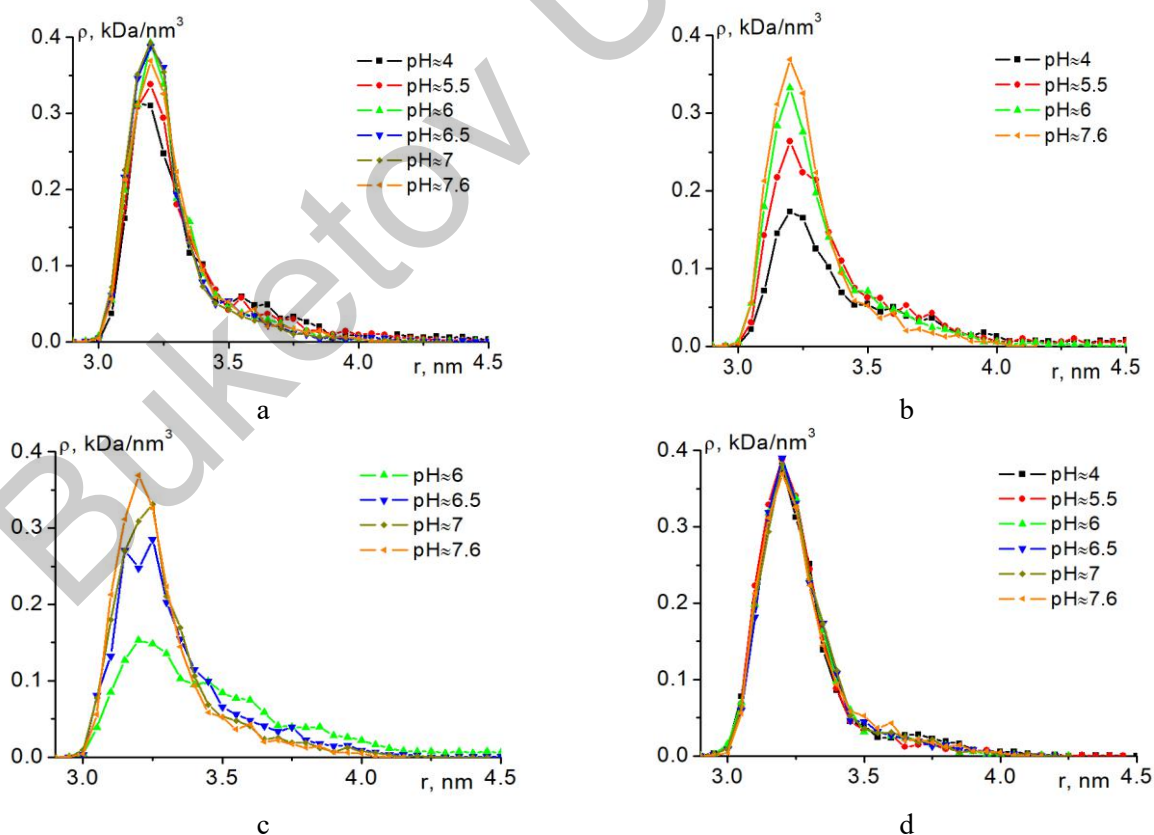 ρ, kDa/nm³
0.4
0.3
0.2
0.1
0.0
3.0 3.5 4.0 4.5
r, nm
pH≈4
pH≈5.5
pH≈6
pH≈6.5
pH≈7
pH≈7.6
a
ρ, kDa/nm³
0.4
0.3
0.2
0.1
0.0
3.0 3.5 4.0 4.5
r, nm
pH≈4
pH≈5.5
pH≈6
pH≈7.6
b
ρ, kDa/nm³
0.4
0.3
0.2
0.1
0.0
3.0 3.5 4.0 4.5
r, nm
pH≈6
pH≈6.5
pH≈7
pH≈7.6
c
ρ, kDa/nm³
0.4
0.3
0.2
0.1
0.0
3.0 3.5 4.0 4.5
r, nm
pH≈4
pH≈5.5
pH≈6
pH≈6.5
pH≈7
pH≈7.6
d
Buketov U